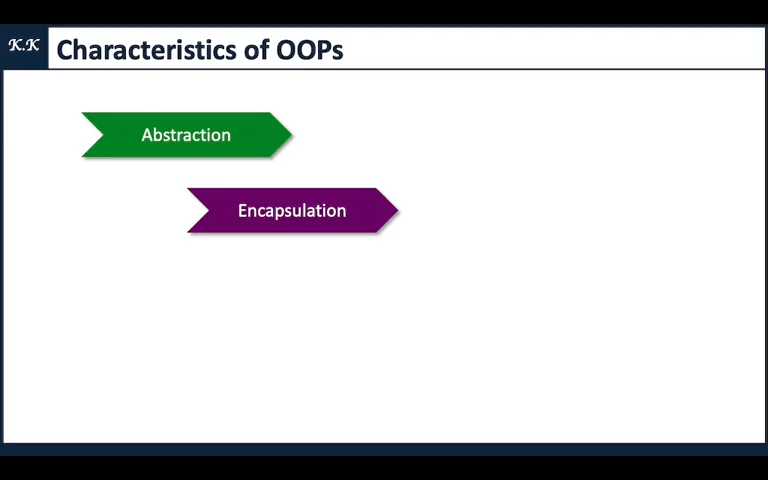 K.K
Characteristics of OOPs
Abstraction
Encapsulation